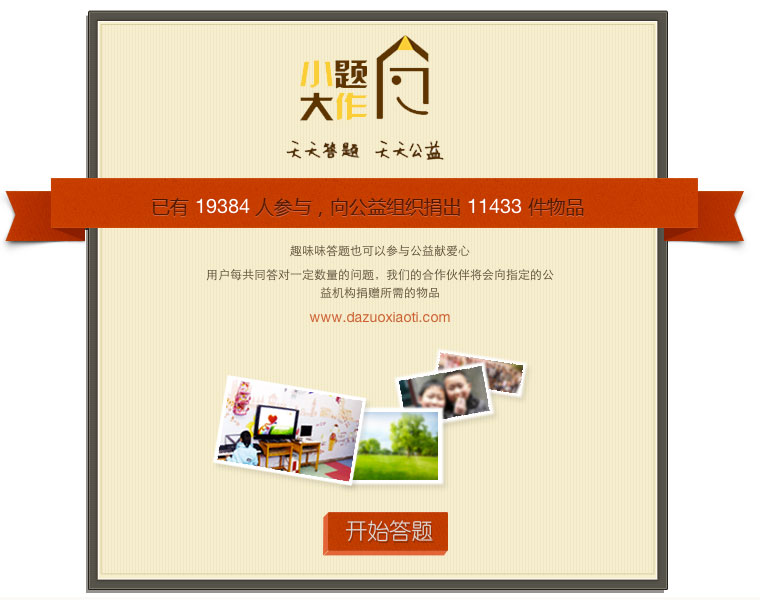 小题
大作
天天答题 天天公益
已有 19384 人参与，向公益组织捐出 11433 件物品
趣味味答题也可以参与公益献爱心
用户每共同答对一定数量的问题，我们的合作伙伴将会向指定的公
益机构捐赠所需的物品
www.dazuoxiaoti.com
开始答题